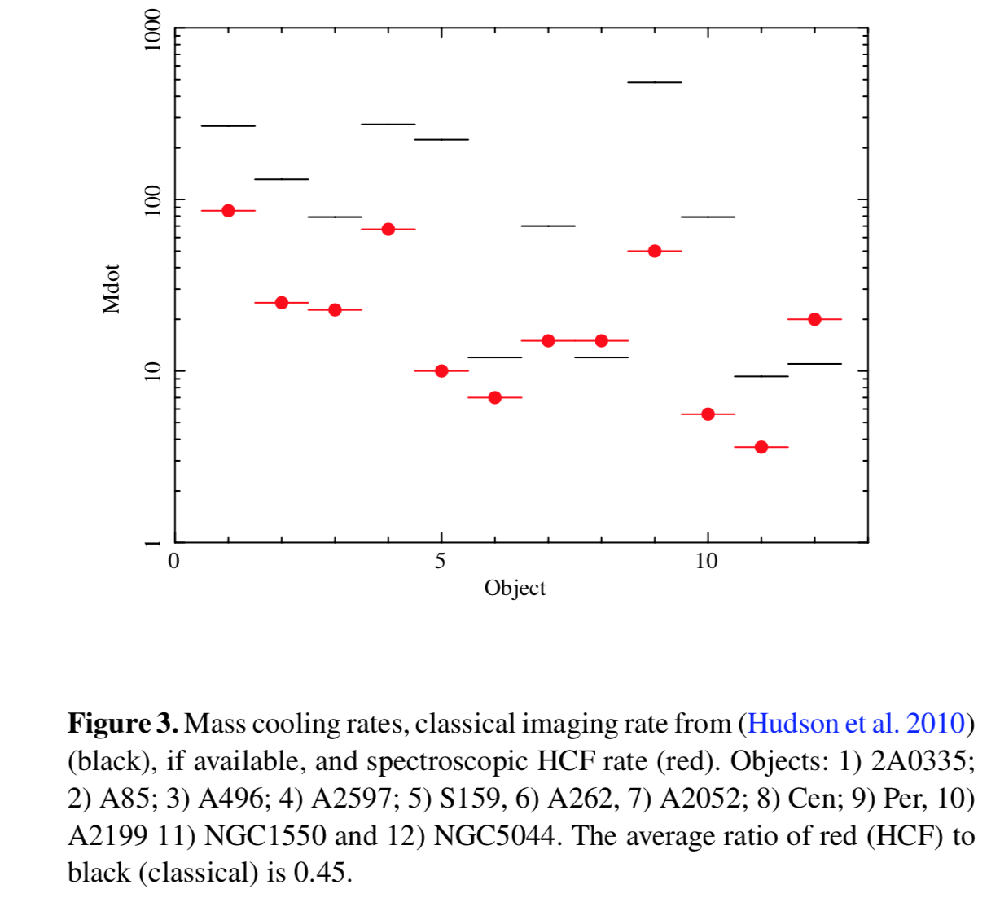 1000
100
10
1
Mdot
0
5
10
Object
Figure 3. Mass cooling rates, classical imaging rate from (Hudson et al. 2010)
(black), if available, and spectroscopic HCF rate (red). Objects: 1) 2A0335;
2) A85; 3) A496; 4) A2597; 5) S159, 6) A262, 7) A2052; 8) Cen; 9) Per, 10)
A2199 11) NGC1550 and 12) NGC5044. The average ratio of red (HCF) to
black (classical) is 0.45.